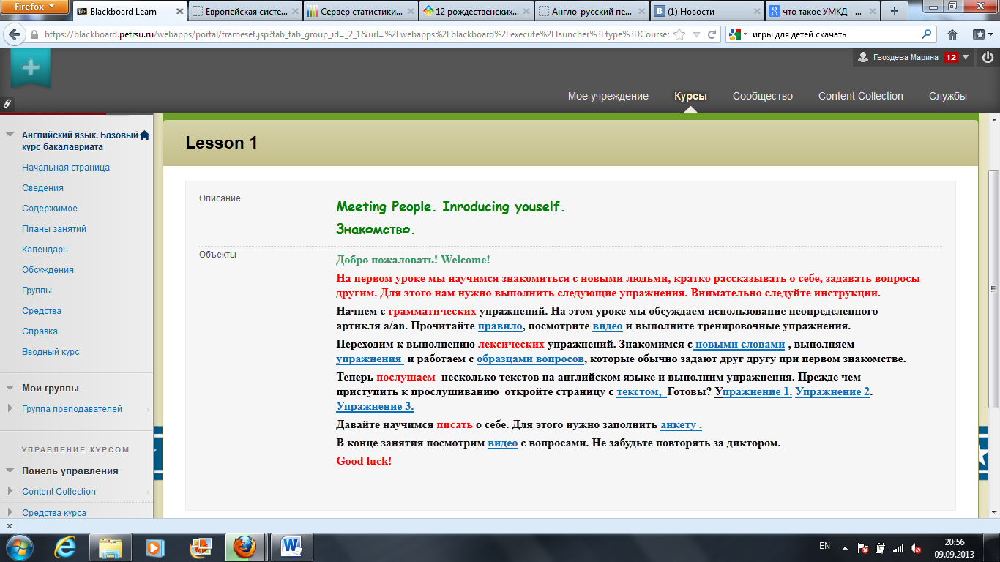 Firefox
Blackboard Learn
Европейская систе...
Сервер статистики...
12 рождественских...
Англо-русский пе...
(1) Новости
что такое УМКД - ...
https://blackboard.petrsu.ru/webapps/portal/frameset.jsp?tab_tab_group_id=_2_1&url=%2Fwebapps%2Fblackboard%2Fexecute%2Flauncher%3Ftype%3DCourse%
игры для детей скачать
Гвоздева Марина 12
Мое учреждение
Курсы
Сообщество
Content Collection
Службы
Английский язык. Базовый
курс бакалавриата
Начальная страница
Сведения
Содержимое
Планы занятий
Календарь
Обсуждения
Группы
Средства
Справка
Вводный курс
Мои группы
Группа преподавателей
УПРАВЛЕНИЕ КУРСОМ
Панель управления
Content Collection
Средства курса
Lesson 1
Описание
Meeting People. Inroducing youself.
Знакомство.
Объекты
Добро пожаловать! Welcome!
На первом уроке мы научимся знакомиться с новыми людьми, кратко рассказывать о себе, задавать вопросы
другим. Для этого нам нужно выполнить следующие упражнения. Внимательно следуйте инструкции.
Начнем с грамматических упражнений. На этом уроке мы обсуждаем использование неопределенного
артикля a/an. Прочитайте правило, посмотрите видео и выполните тренировочные упражнения.
Переходим к выполнению лексических упражнений. Знакомимся с новыми словами , выполняем
упражнения и работаем с образцами вопросов, которые обычно задают друг другу при первом знакомстве.
Теперь послушаем несколько текстов на английском языке и выполним упражнения. Прежде чем
приступить к прослушиванию откройте страницу с текстом, Готовы? Упражнение 1. Упражнение 2.
Упражнение 3.
Давайте научимся писать о себе. Для этого нужно заполнить анкету .
В конце занятия посмотрим видео с вопросами. Не забудьте повторять за диктором.
Good luck!
EN
20:56
09.09.2013